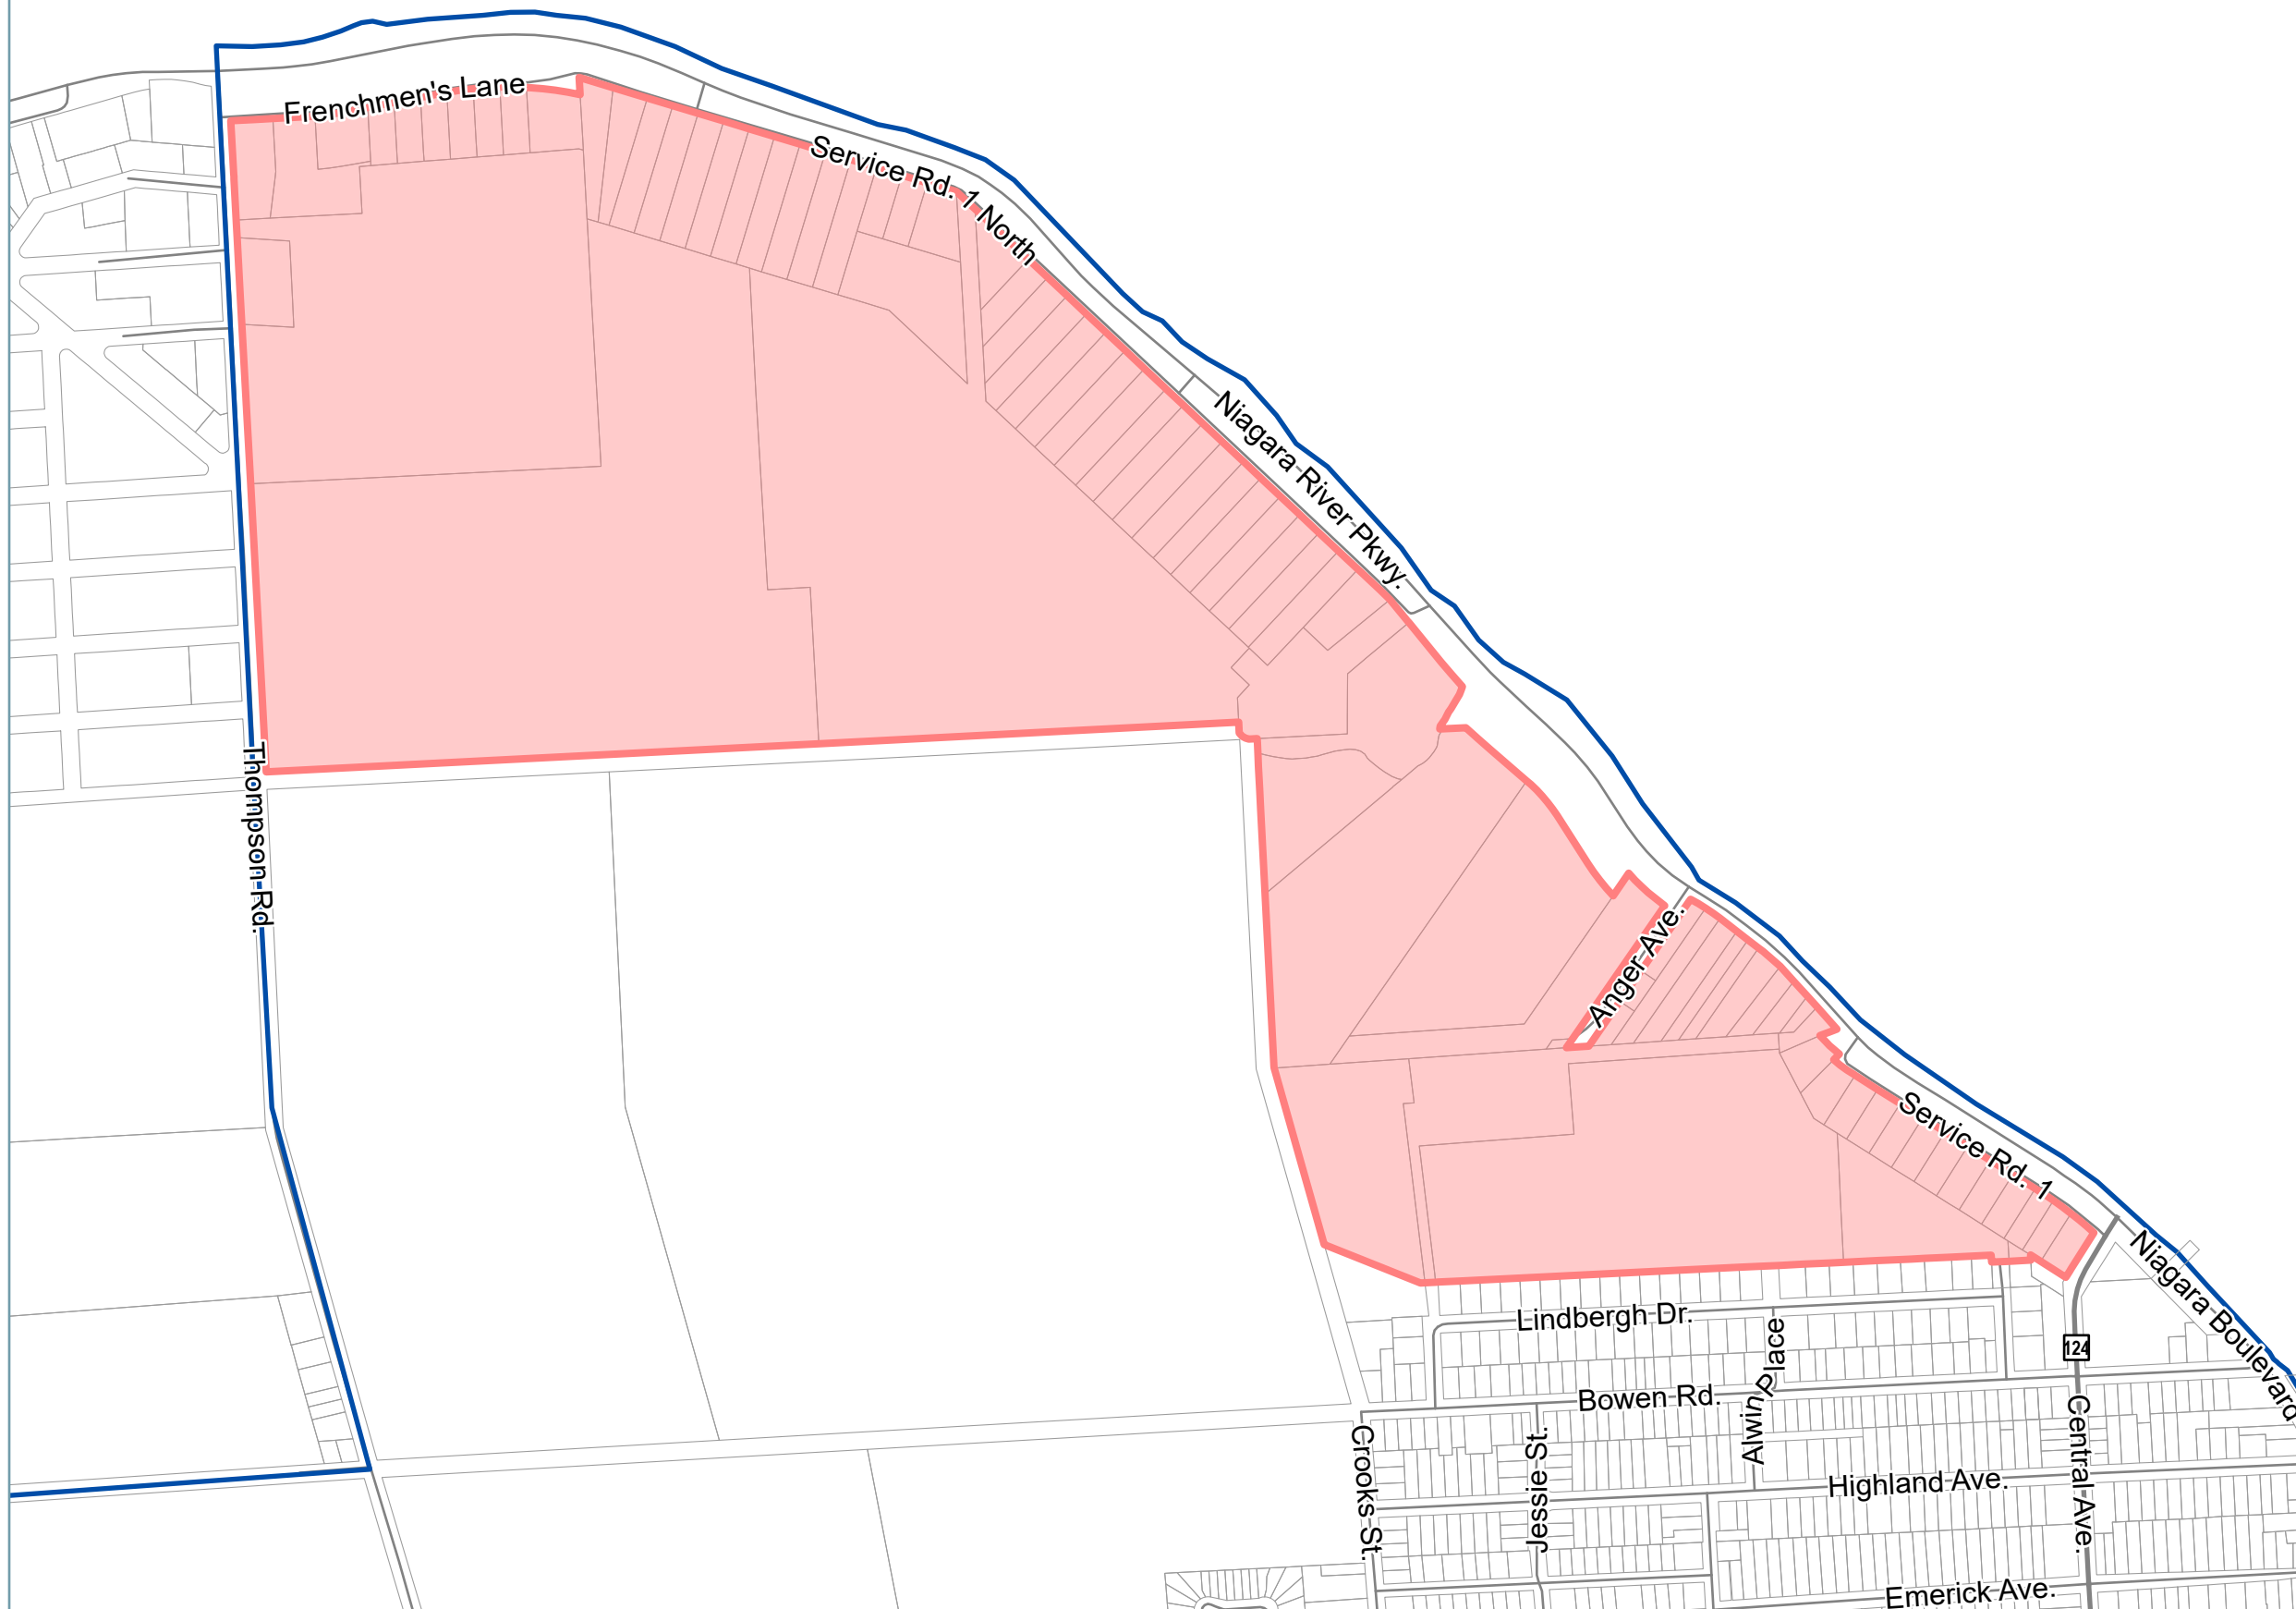 Frenchmen's Lane
Service Rd. 1 North
Niagara River Pkwy.
Thompson Rd.
Anger Ave.
Service Rd. 1
Niagara Boulevard
Lindbergh Dr.
Alwin Place
124
Bowen Rd.
Crooks St.
Jessie St.
Central Ave.
Highland Ave.
Emerick Ave.